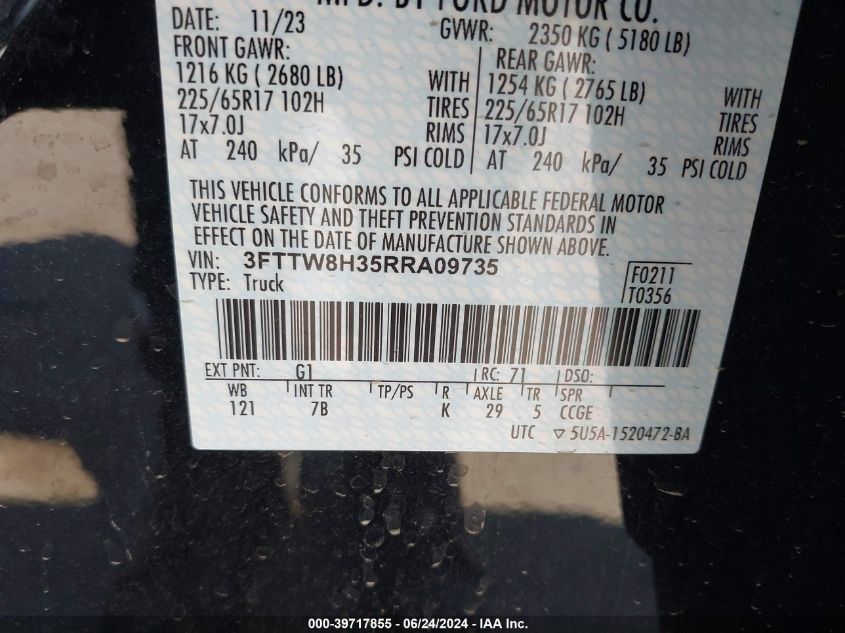 MFD. BY FORD MOTOR CO.
DATE: 11/23 GVWR: 2350 KG ( 5180 LB)
FRONT GAWR: REAR GAWR:
1216 KG ( 2680 LB) WITH 1254 KG ( 2765 LB) WITH
225/65R17 102H TIRES 225/65R17 102H TIRES
17x7.0J RIMS 17x7.0J RIMS
AT 240 kPa/ 35 PSI COLD AT 240 kPa/ 35 PSI COLD
THIS VEHICLE CONFORMS TO ALL APPLICABLE FEDERAL MOTOR
VEHICLE SAFETY AND THEFT PREVENTION STANDARDS IN
EFFECT ON THE DATE OF MANUFACTURE SHOWN ABOVE.
VIN: 3FTTW8H35RRA09735
TYPE: Truck
F0211
T0356
EXT PNT: G1 RC: 71 DSO:
WB INT TR TP/PS R AXLE TR SPR
121 7B K 29 5 CCGE
UTC ▽ 5U5A-1520472-BA
000-39717855 - 06/24/2024 - IAA Inc.